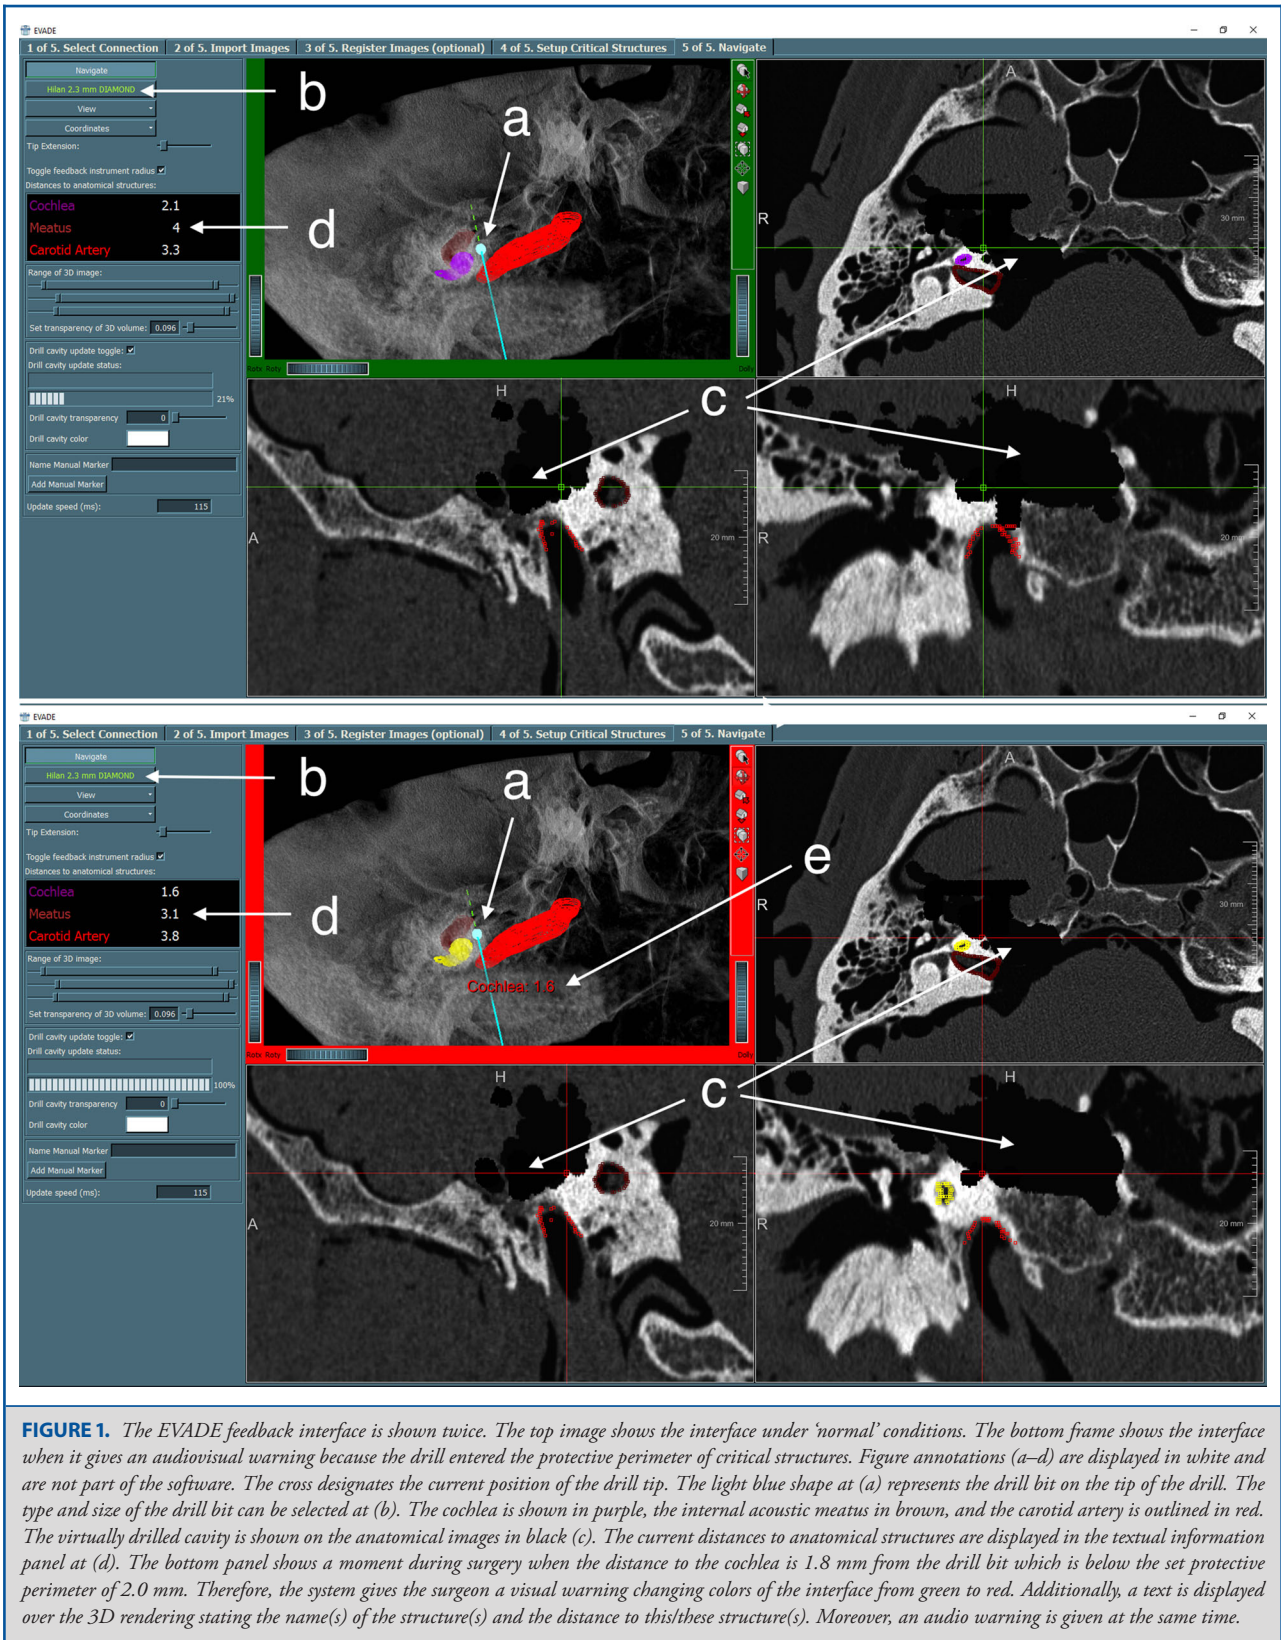 EVADE
1 of 5. Select Connection 2 of 5. Import Images 3 of 5. Register Images (optional) 4 of 5. Setup Critical Structures 5 of 5. Navigate
Navigate
Hilan 2.3 mm DIAMOND
View
Coordinates
Tip Extension:
Toggle feedback instrument radius
Distances to anatomical structures:
Cochlea 2.1
Meatus 4
Carotid Artery 3.3
Range of 3D image:
Set transparency of 3D volume: 0.096
Drill cavity update toggle:
Drill cavity update status:
21%
Drill cavity transparency 0
Drill cavity color
Name Manual Marker
Add Manual Marker
Update speed (ms): 115
b
a
d
Rotx Roty
Dolly
A
R
30 mm
c
H
A
20 mm
H
R
20 mm
EVADE
1 of 5. Select Connection 2 of 5. Import Images 3 of 5. Register Images (optional) 4 of 5. Setup Critical Structures 5 of 5. Navigate
Navigate
Hilan 2.3 mm DIAMOND
View
Coordinates
Tip Extension:
Toggle feedback instrument radius
Distances to anatomical structures:
Cochlea 1.6
Meatus 3.1
Carotid Artery 3.8
Range of 3D image:
Set transparency of 3D volume: 0.096
Drill cavity update toggle:
Drill cavity update status:
100%
Drill cavity transparency 0
Drill cavity color
Name Manual Marker
Add Manual Marker
Update speed (ms): 115
b
a
d
e
Cochlea: 1.8
Rotx Roty
Dolly
A
R
30 mm
c
H
A
20 mm
H
R
20 mm
FIGURE 1. The EVADE feedback interface is shown twice. The top image shows the interface under ‘normal’ conditions. The bottom frame shows the interface
when it gives an audiovisual warning because the drill entered the protective perimeter of critical structures. Figure annotations (a–d) are displayed in white and
are not part of the software. The cross designates the current position of the drill tip. The light blue shape at (a) represents the drill bit on the tip of the drill. The
type and size of the drill bit can be selected at (b). The cochlea is shown in purple, the internal acoustic meatus in brown, and the carotid artery is outlined in red.
The virtually drilled cavity is shown on the anatomical images in black (c). The current distances to anatomical structures are displayed in the textual information
panel at (d). The bottom panel shows a moment during surgery when the distance to the cochlea is 1.8 mm from the drill bit which is below the set protective
perimeter of 2.0 mm. Therefore, the system gives the surgeon a visual warning changing colors of the interface from green to red. Additionally, a text is displayed
over the 3D rendering stating the name(s) of the structure(s) and the distance to this/these structure(s). Moreover, an audio warning is given at the same time.